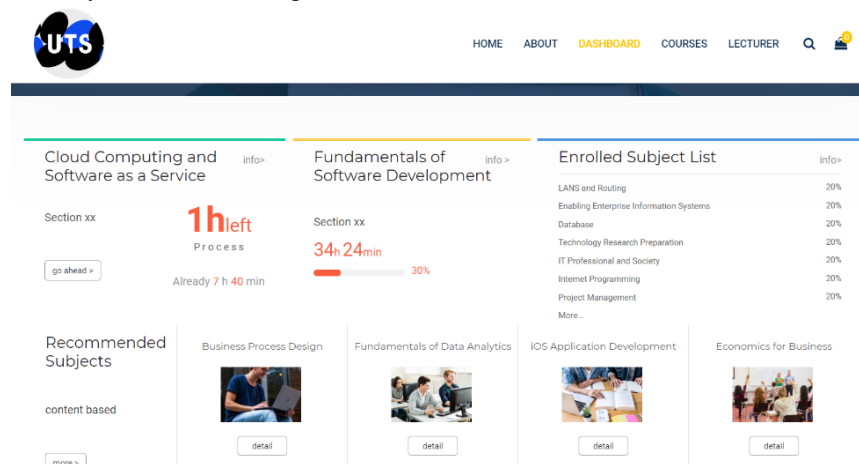 UTS
HOME ABOUT DASHBOARD COURSES LECTURER 0
Cloud Computing and Software as a Service info>
Section xx
1h left
Process
go ahead >
Already 7 h 40 min
Fundamentals of Software Development info >
Section xx
34h 24min
30%
Enrolled Subject List info>
LANS and Routing 20%
Enabling Enterprise Information Systems 20%
Database 20%
Technology Research Preparation 20%
IT Professional and Society 20%
Internet Programming 20%
Project Management 20%
More...
Recommended
Subjects
content based
more >
Business Process Design
detail
Fundamentals of Data Analytics
detail
iOS Application Development
detail
Economics for Business
detail